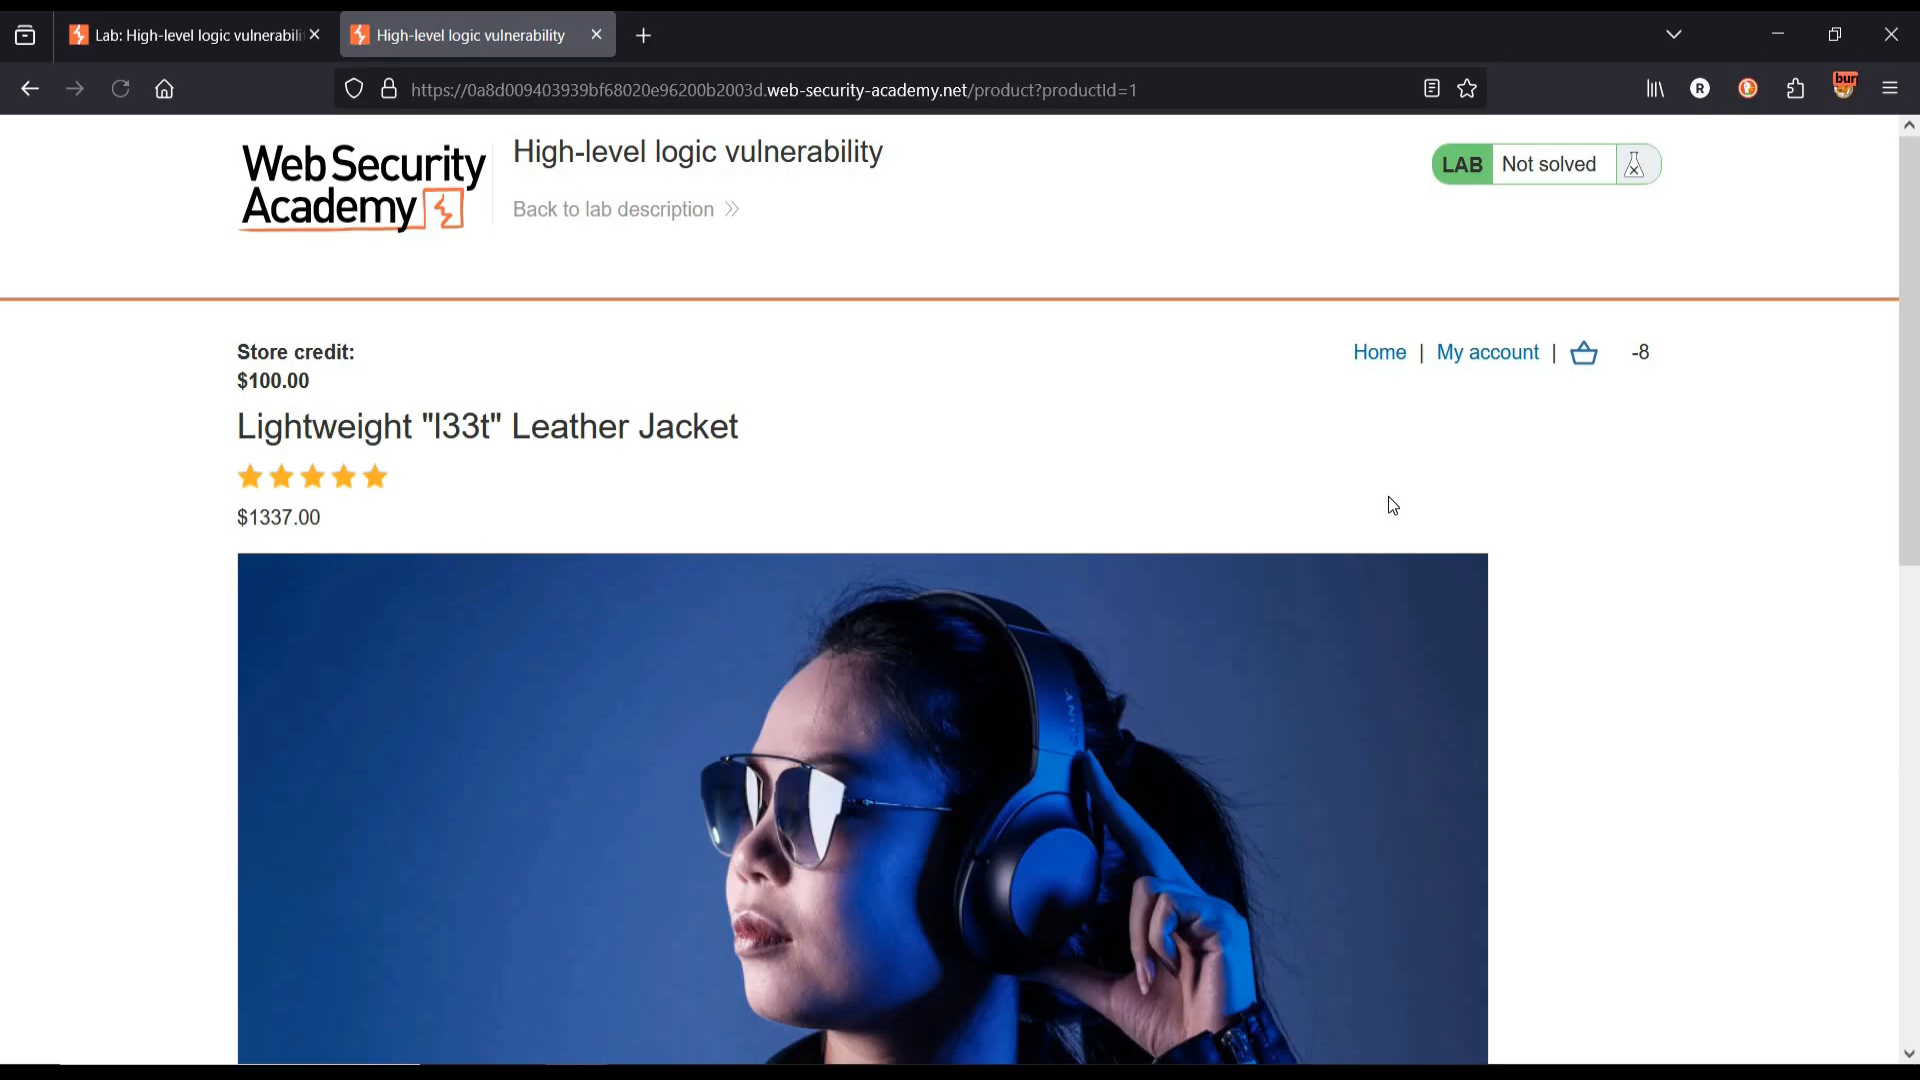 Lab: High-level logic vulnerabili
High-level logic vulnerability
https://0a8d009403939bf68020e96200b2003d.web-security-academy.net/product?productId=1
R
bur
Web Security
Academy
High-level logic vulnerability
Back to lab description
LAB Not solved
Store credit:
$100.00
Home | My account | -8
Lightweight "l33t" Leather Jacket
$1337.00
SONY